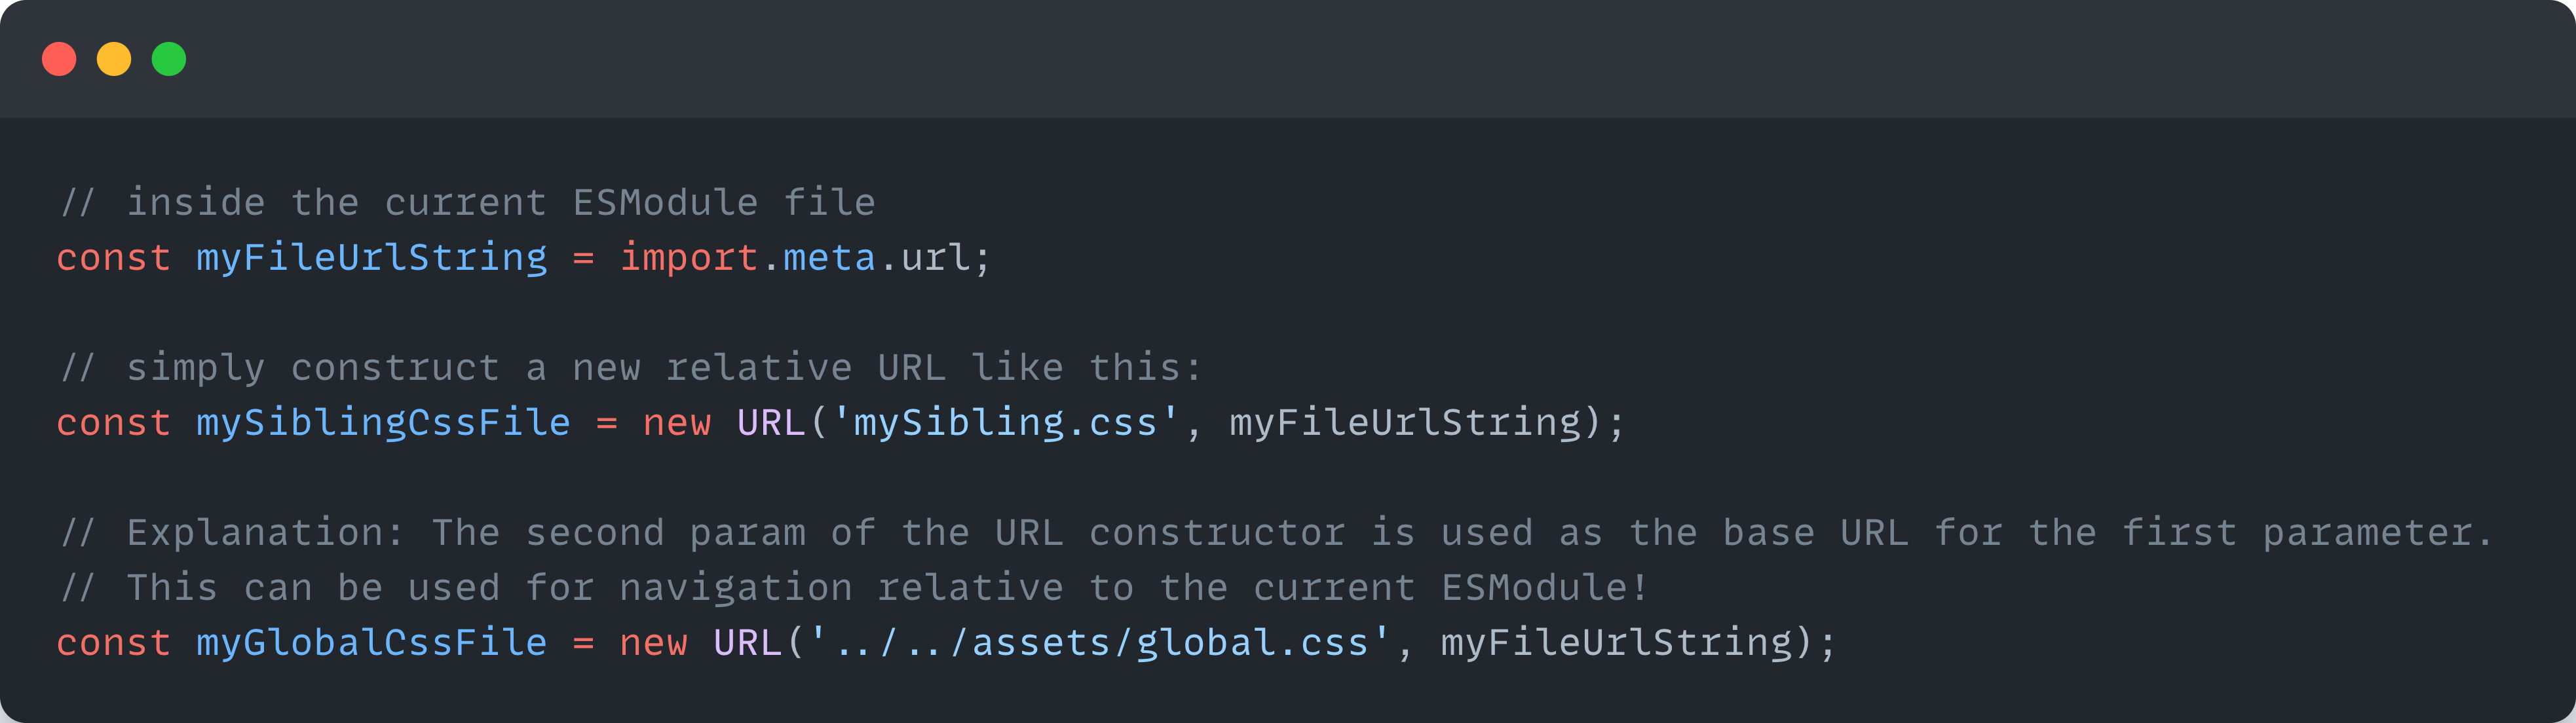 // inside the current ESModule file
const myFileUrlString = import.meta.url;
// simply construct a new relative URL like this:
const mySiblingCssFile = new URL('mySibling.css', myFileUrlString);
// Explanation: The second param of the URL constructor is used as the base URL for the first parameter.
// This can be used for navigation relative to the current ESModule!
const myGlobalCssFile = new URL('../../assets/global.css', myFileUrlString);